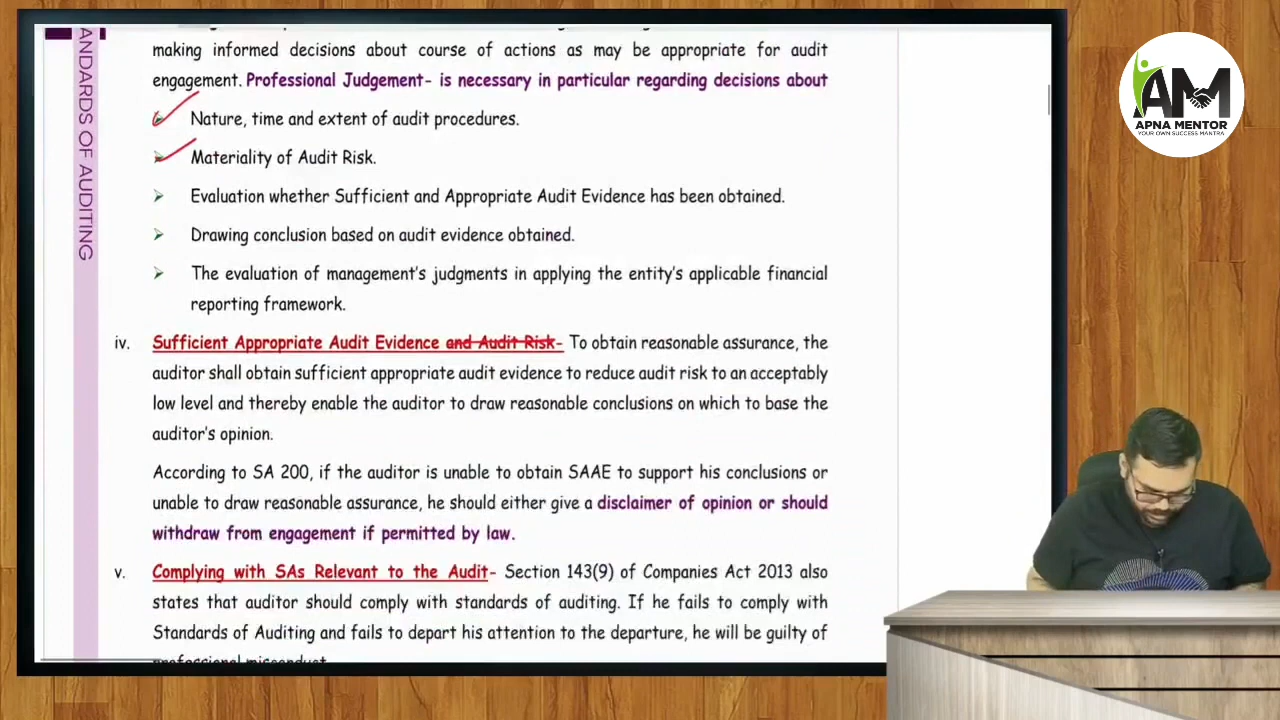 ANDARDS OF AUDITING
making informed decisions about course of actions as may be appropriate for audit
engagement. Professional Judgement- is necessary in particular regarding decisions about
Nature, time and extent of audit procedures.
Materiality of Audit Risk.
Evaluation whether Sufficient and Appropriate Audit Evidence has been obtained.
Drawing conclusion based on audit evidence obtained.
The evaluation of management's judgments in applying the entity's applicable financial
reporting framework.
iv. Sufficient Appropriate Audit Evidence and Audit Risk- To obtain reasonable assurance, the
auditor shall obtain sufficient appropriate audit evidence to reduce audit risk to an acceptably
low level and thereby enable the auditor to draw reasonable conclusions on which to base the
auditor's opinion.
According to SA 200, if the auditor is unable to obtain SAAE to support his conclusions or
unable to draw reasonable assurance, he should either give a disclaimer of opinion or should
withdraw from engagement if permitted by law.
v. Complying with SAs Relevant to the Audit- Section 143(9) of Companies Act 2013 also
states that auditor should comply with standards of auditing. If he fails to comply with
Standards of Auditing and fails to depart his attention to the departure, he will be guilty of
professional misconduct
AM
APNA MENTOR
YOUR OWN SUCCESS MANTRA